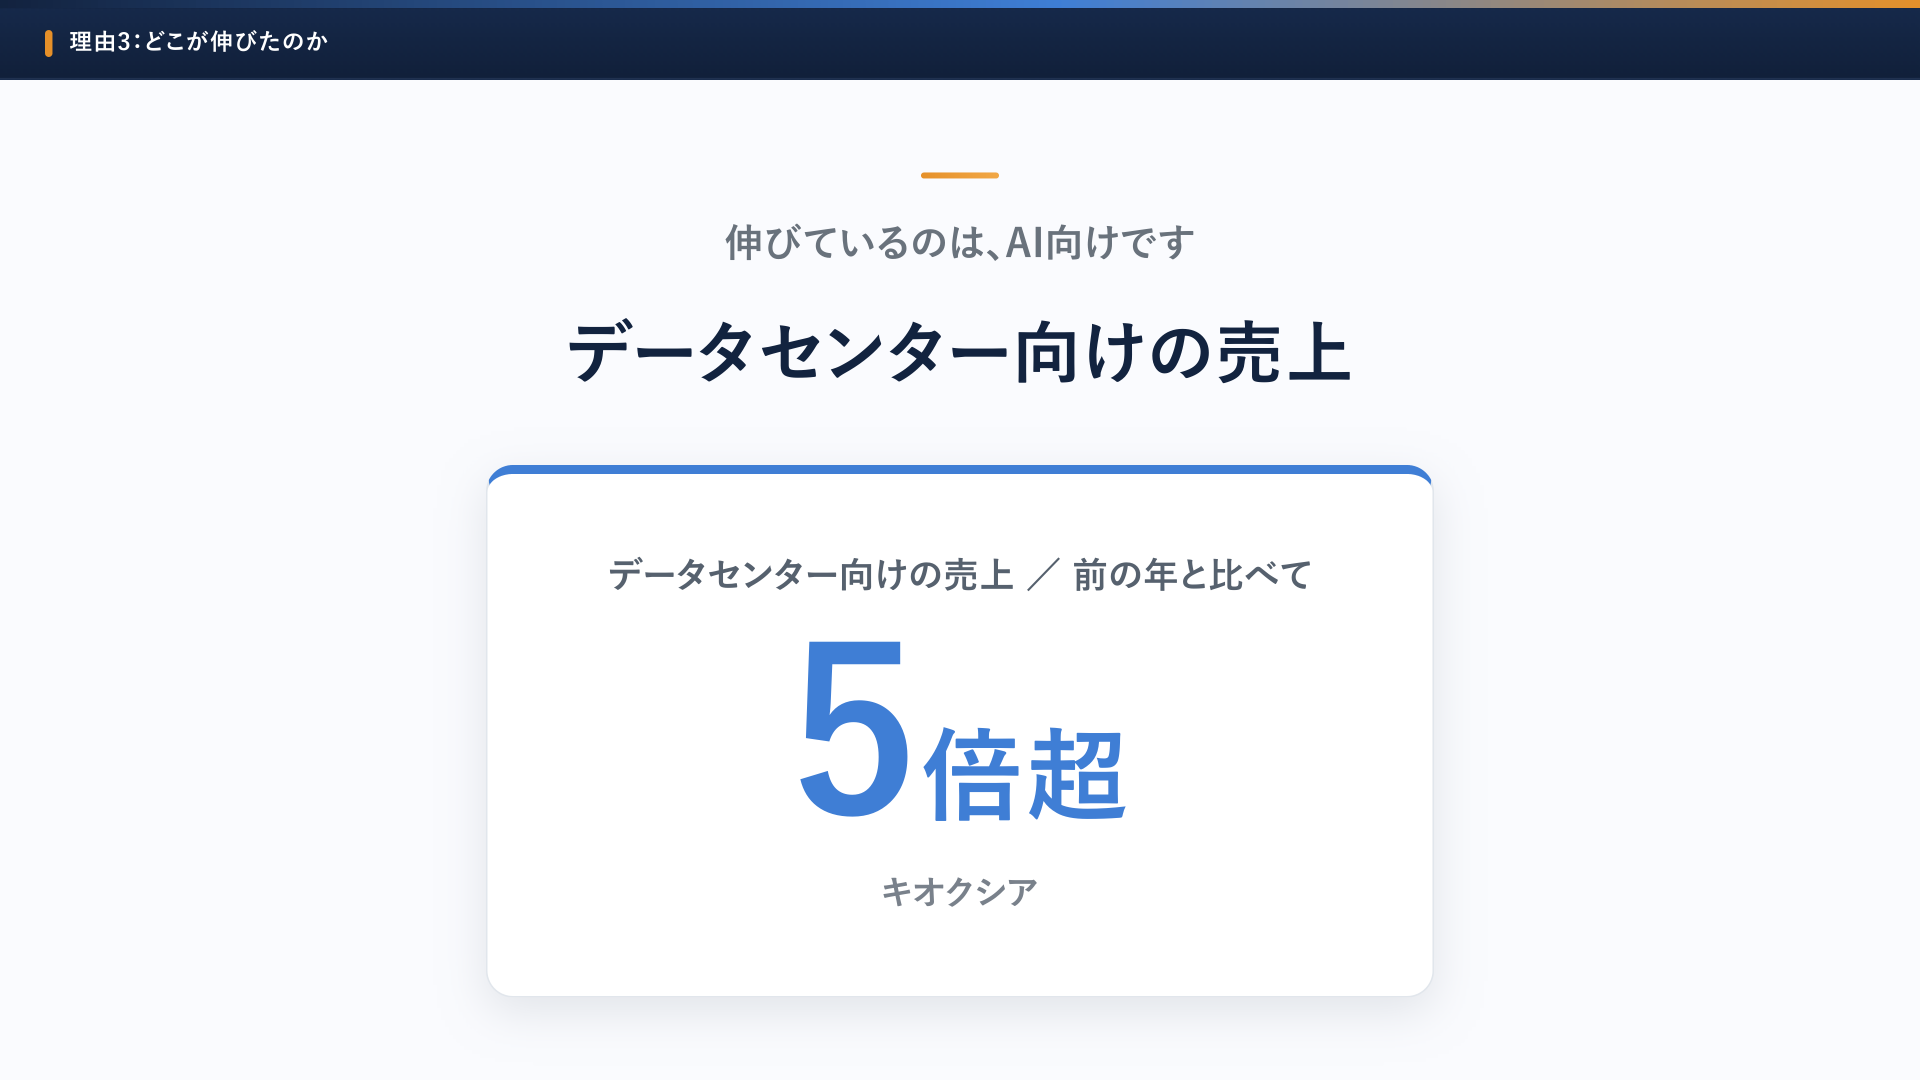 理由3：どこが伸びたのか
伸びているのは、AI向けです
データセンター向けの売上
データセンター向けの売上 ／ 前の年と比べて
5倍超
キオクシア